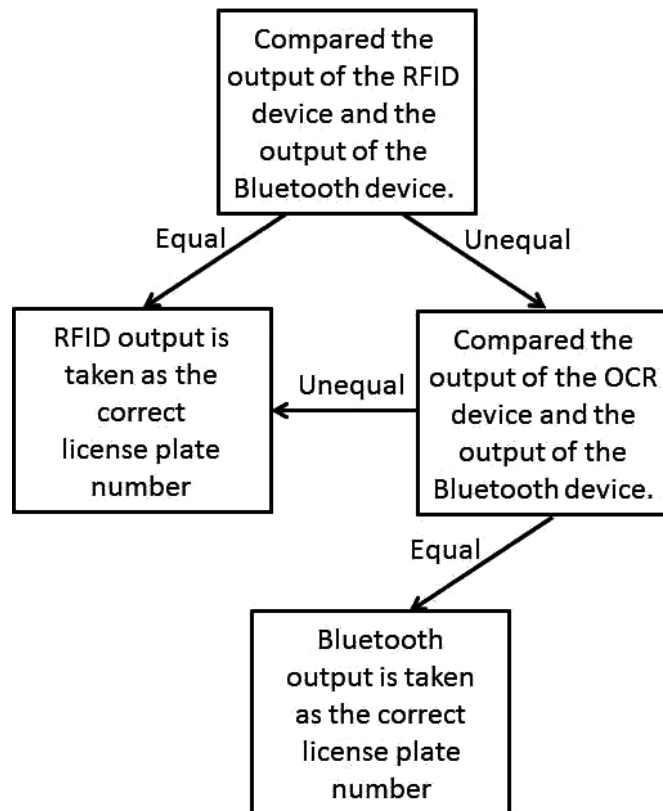 Compared the
output of the RFID
device and the
output of the
Bluetooth device.
Equal
Unequal
RFID output is
taken as the
correct
license plate
number
Unequal
Compared the
output of the OCR
device and the
output of the
Bluetooth device.
Equal
Bluetooth
output is taken
as the correct
license plate
number